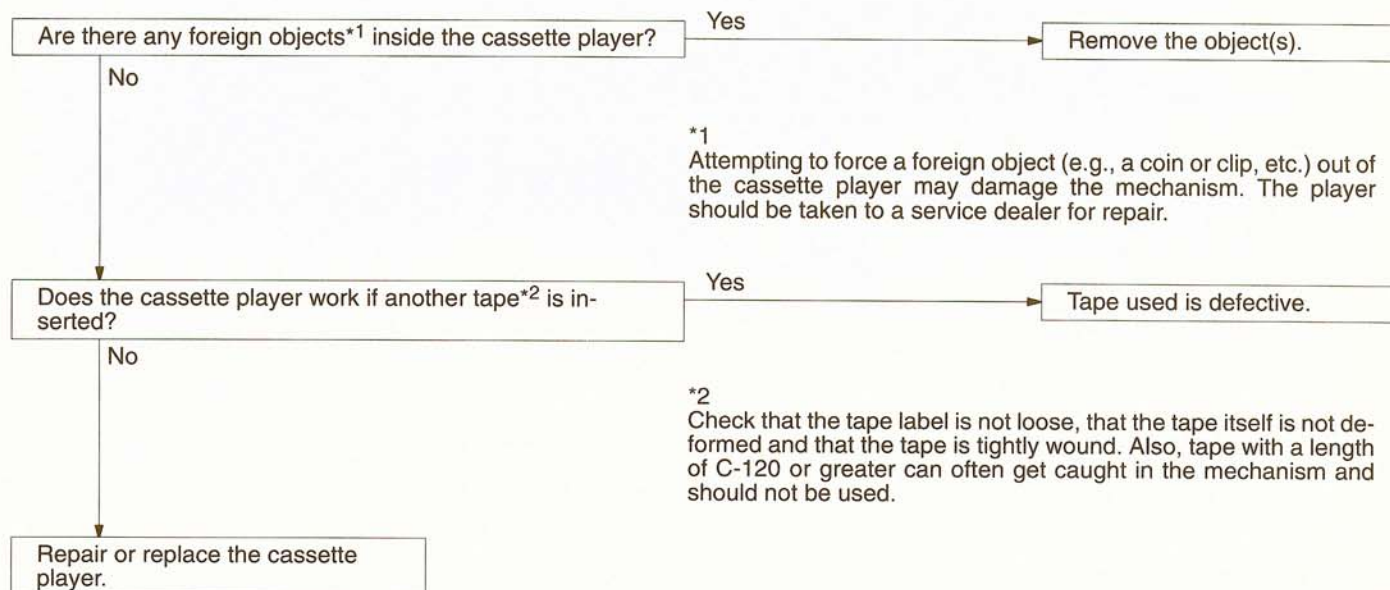 Are there any foreign objects*1 inside the cassette player?
Yes
Remove the object(s).
No
*1
Attempting to force a foreign object (e.g., a coin or clip, etc.) out of
the cassette player may damage the mechanism. The player
should be taken to a service dealer for repair.
Does the cassette player work if another tape*2 is in-
serted?
Yes
Tape used is defective.
No
*2
Check that the tape label is not loose, that the tape itself is not de-
formed and that the tape is tightly wound. Also, tape with a length
of C-120 or greater can often get caught in the mechanism and
should not be used.
Repair or replace the cassette
player.